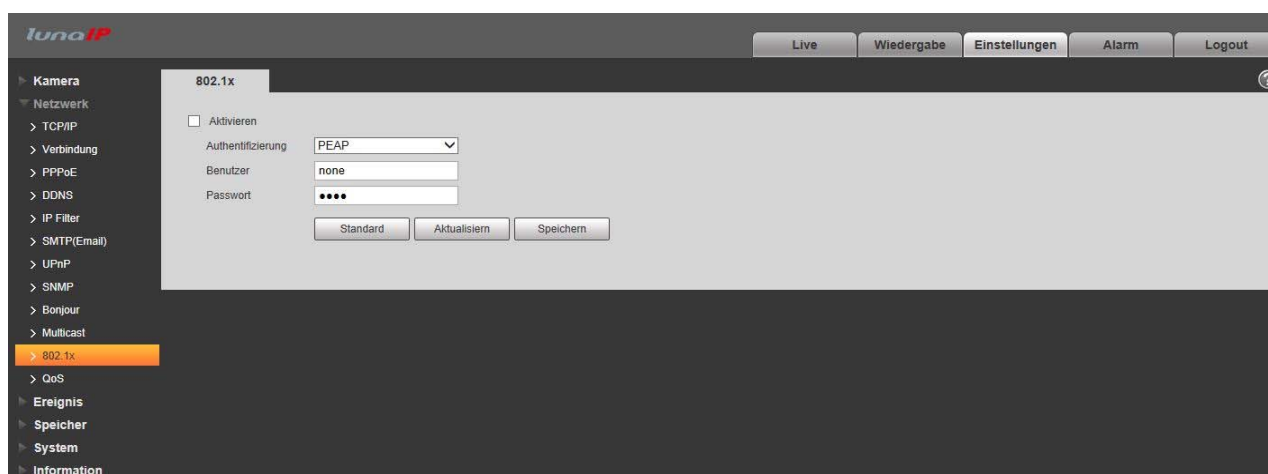 lunaIP
Live Wiedergabe Einstellungen Alarm Logout
Kamera
Netzwerk
> TCP/IP
> Verbindung
> PPPoE
> DDNS
> IP Filter
> SMTP(Email)
> UPnP
> SNMP
> Bonjour
> Multicast
> 802.1x
> QoS
Ereignis
Speicher
System
Information
802.1x
?
Aktivieren
Authentifizierung PEAP
Benutzer none
Passwort ••••
Standard Aktualisiern Speichern